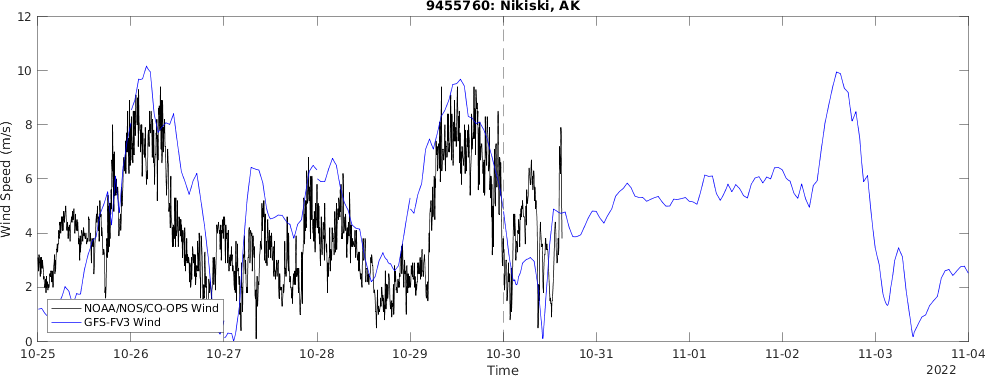 9455760: Nikiski, AK
Wind Speed (m/s)
12
10
8
6
4
2
0
NOAA/NOS/CO-OPS Wind
GFS-FV3 Wind
10-25 10-26 10-27 10-28 10-29 10-30 10-31 11-01 11-02 11-03 11-04
Time
2022